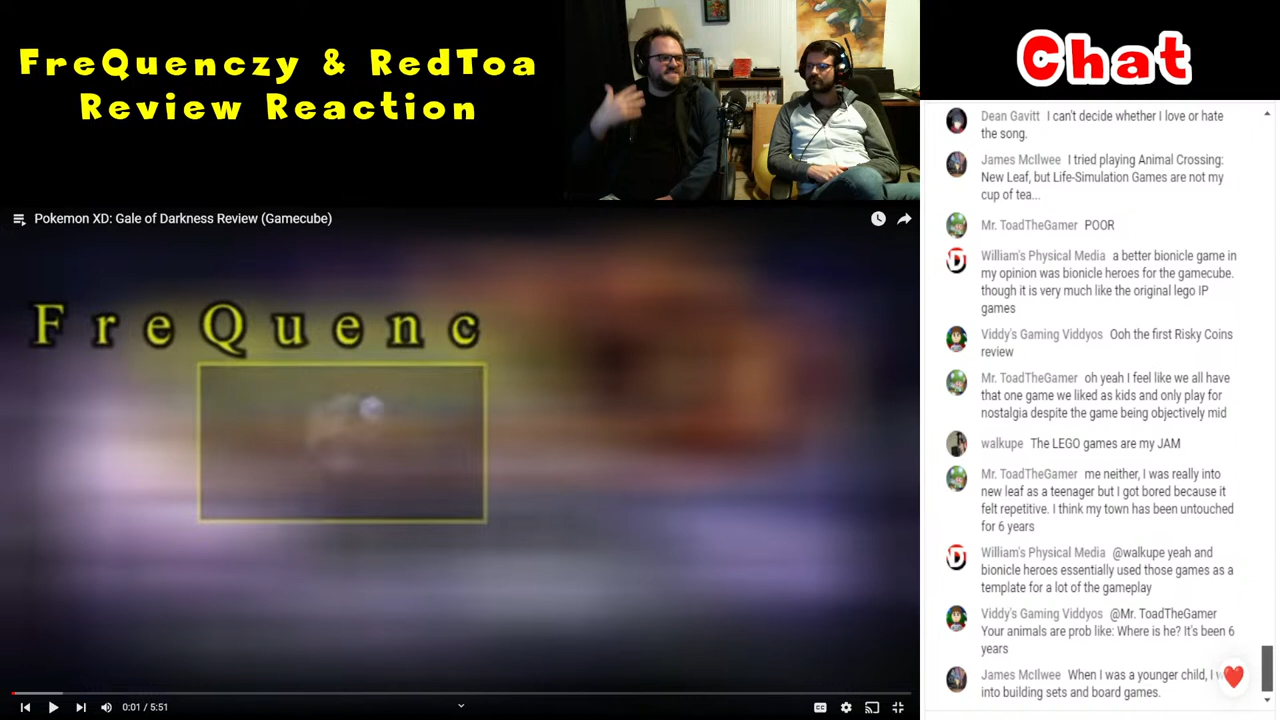 FreQuenczy & RedToa
Review Reaction
Chat
Pokemon XD: Gale of Darkness Review (Gamecube)
FreQuenc
0:01 / 5:51
Dean Gavitt I can't decide whether I love or hate
the song.
James McIlwee I tried playing Animal Crossing:
New Leaf, but Life-Simulation Games are not my
cup of tea...
Mr. ToadTheGamer POOR
William's Physical Media a better bionicle game in
my opinion was bionicle heroes for the gamecube.
though it is very much like the original lego IP
games
Viddy's Gaming Viddyos Ooh the first Risky Coins
review
Mr. ToadTheGamer oh yeah I feel like we all have
that one game we liked as kids and only play for
nostalgia despite the game being objectively mid
walkupe The LEGO games are my JAM
Mr. ToadTheGamer me neither, I was really into
new leaf as a teenager but I got bored because it
felt repetitive. I think my town has been untouched
for 6 years
William's Physical Media @walkupe yeah and
bionicle heroes essentially used those games as a
template for a lot of the gameplay
Viddy's Gaming Viddyos @Mr. ToadTheGamer
Your animals are prob like: Where is he? It's been 6
years
James McIlwee When I was a younger child, I
into building sets and board games.